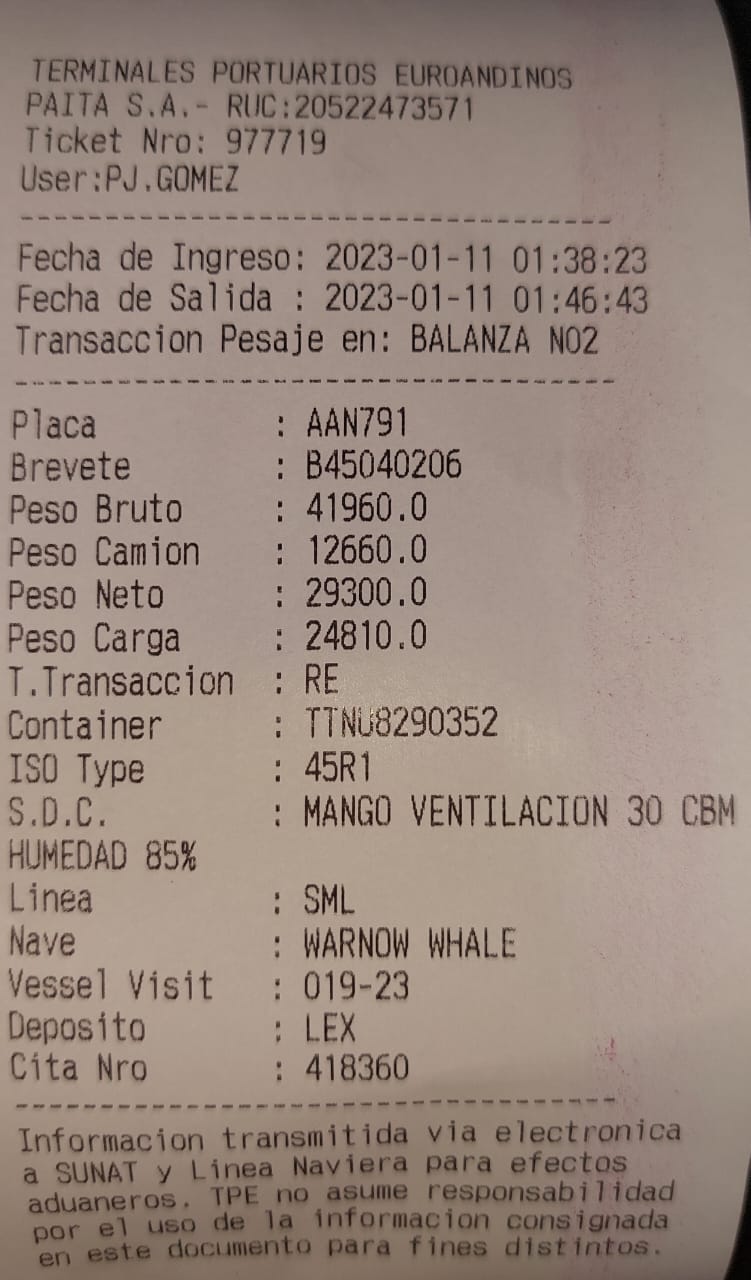 TERMINALES PORTUARIOS EUROANDINOS
PAITA S.A.- RUC:20522473571
Ticket Nro: 977719
User:PJ.GOMEZ
-----------------------------------
Fecha de Ingreso: 2023-01-11 01:38:23
Fecha de Salida : 2023-01-11 01:46:43
Transaccion Pesaje en: BALANZA NO2
-----------------------------------
Placa : AAN791
Brevete : B45040206
Peso Bruto : 41960.0
Peso Camion : 12660.0
Peso Neto : 29300.0
Peso Carga : 24810.0
T.Transaccion : RE
Container : TTNU8290352
ISO Type : 45R1
S.D.C. : MANGO VENTILACION 30 CBM
HUMEDAD 85%
Linea : SML
Nave : WARNOW WHALE
Vessel Visit : 019-23
Deposito : LEX
Cita Nro : 418360
-----------------------------------
Informacion transmitida via electronica
a SUNAT y Linea Naviera para efectos
aduaneros. TPE no asume responsabilidad
por el uso de la informacion consignada
en este documento para fines distintos.